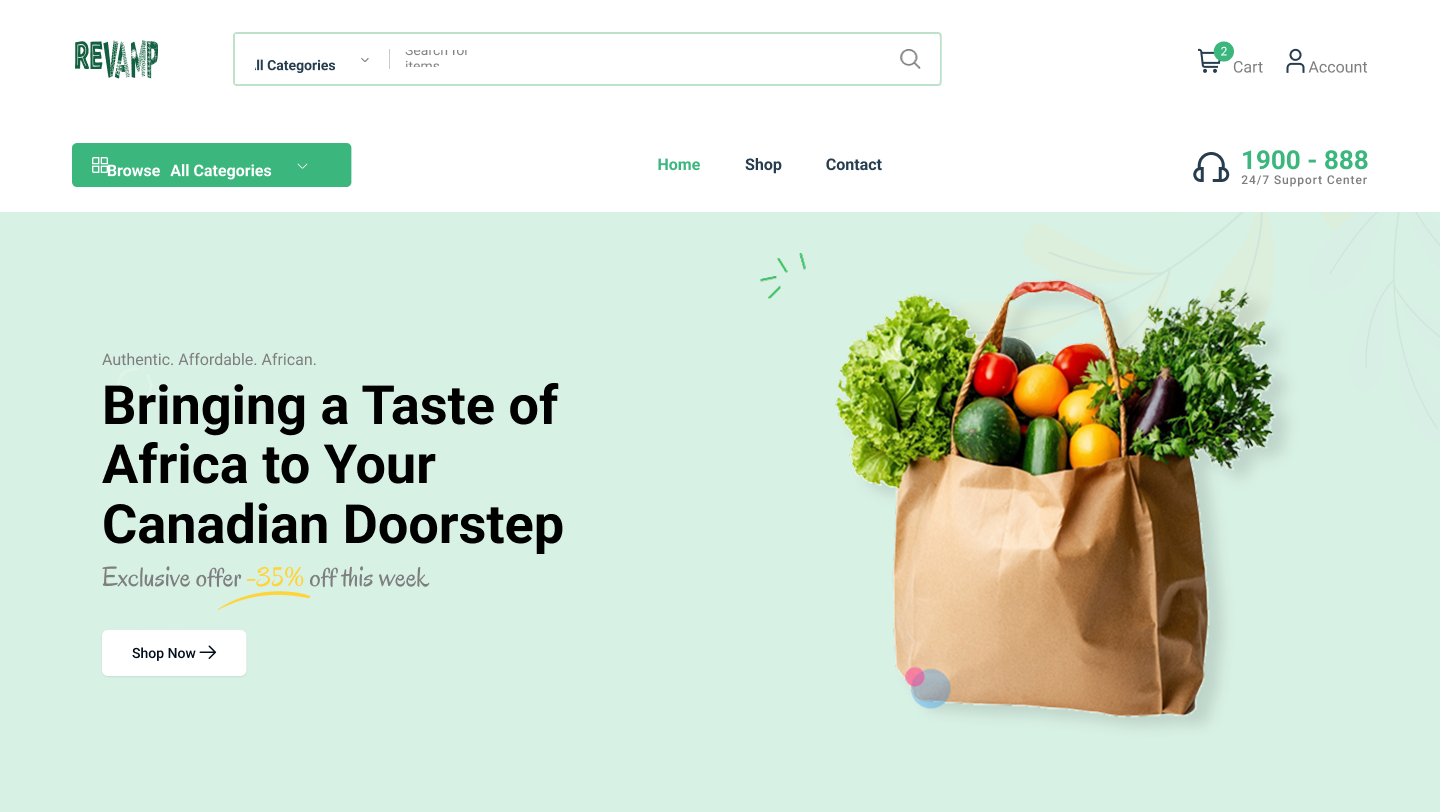 REVAMP
ll Categories
Search for
items
2
Cart
Account
Browse All Categories
Home
Shop
Contact
1900 - 888
24/7 Support Center
Authentic. Affordable. African.
Bringing a Taste of
Africa to Your
Canadian Doorstep
Exclusive offer -35% off this week
Shop Now